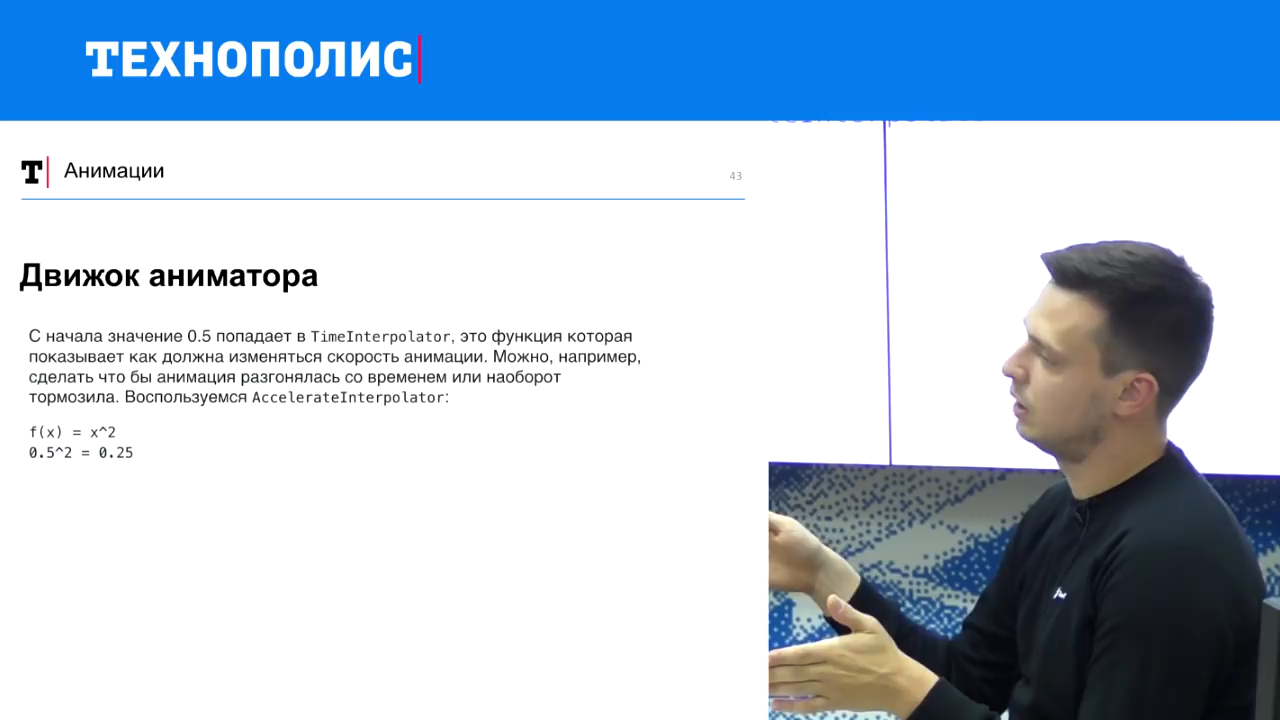 ТЕХНОПОЛИС
Т Анимации
43
Движок аниматора
С начала значение 0.5 попадает в TimeInterpolator, это функция которая
показывает как должна изменяться скорость анимации. Можно, например,
сделать что бы анимация разгонялась со временем или наоборот
тормозила. Воспользуемся AccelerateInterpolator:
f(x) = x^2
0.5^2 = 0.25